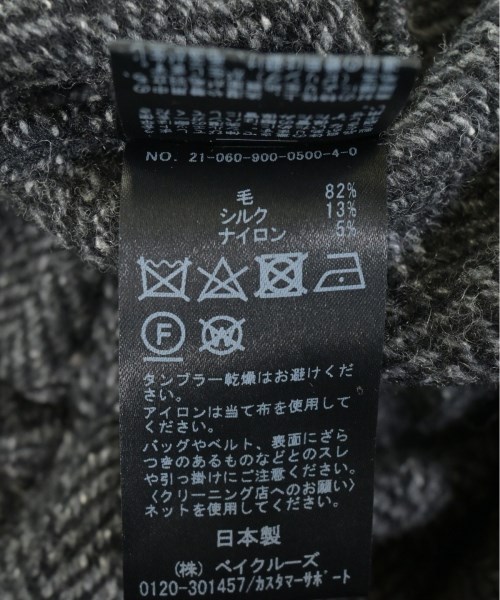 NO. 21-060-900-0500-4-0
毛 82%
シルク 13%
ナイロン 5%
F
W
タンブラー乾燥はお避けくだ
さい。
アイロンは当て布を使用して
ください。
バッグやベルト、表面にざら
つきのあるものなどとのスレ
や引っ掛けにご注意ください。
〈クリーニング店へのお願い〉
ネットを使用してください。
日本製
(株) ベイクルーズ
0120-301457/カスタマーサポート